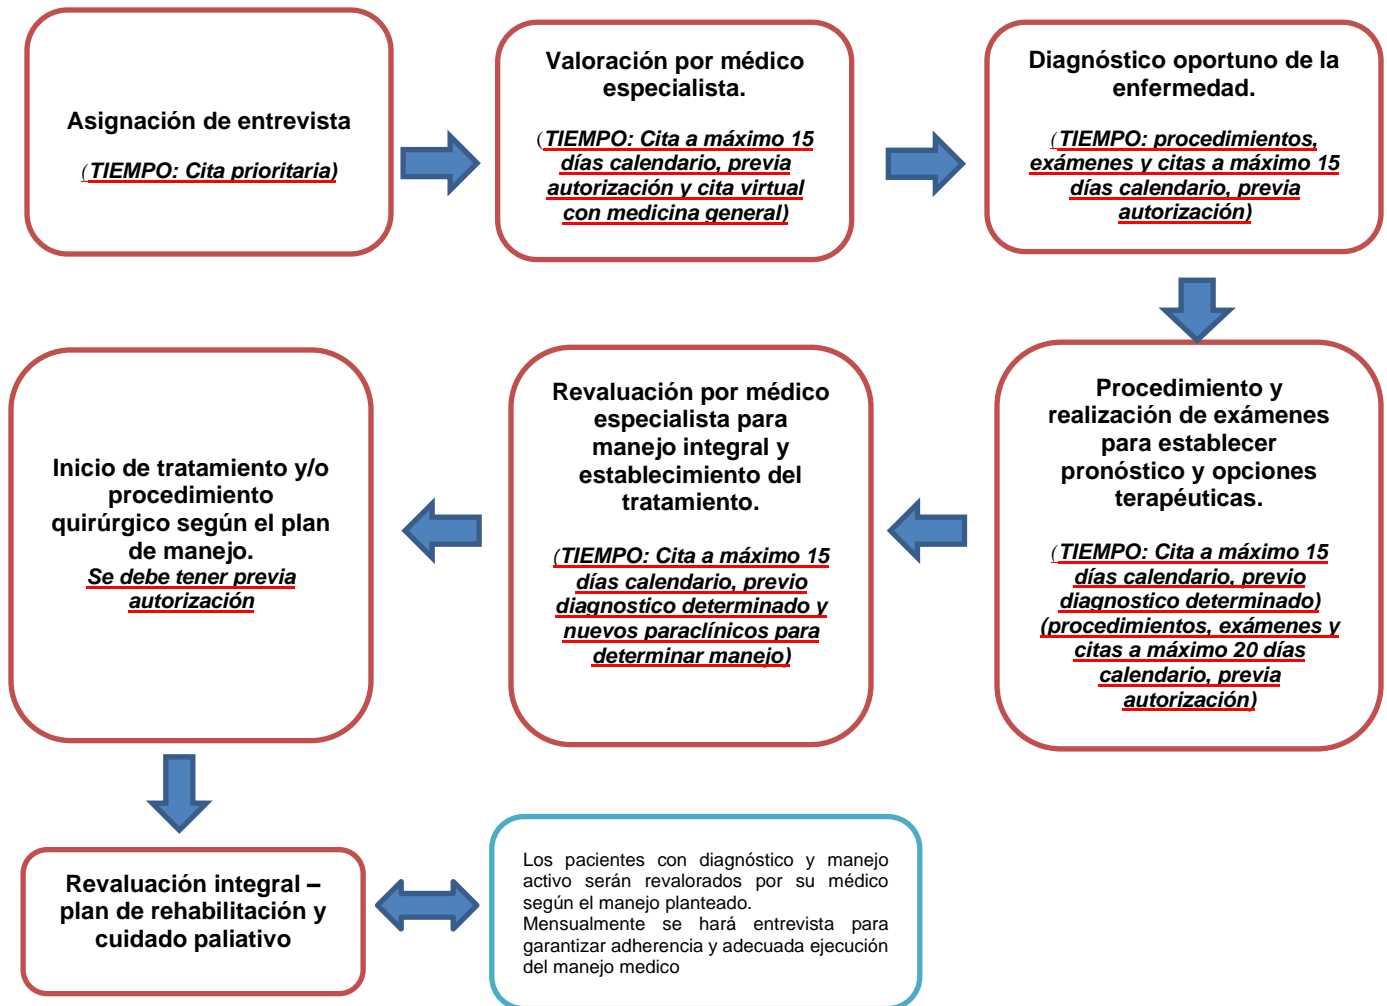 Asignación de entrevista
(TIEMPO: Cita prioritaria)
Valoración por médico
especialista.
(TIEMPO: Cita a máximo 15
días calendario, previa
autorización y cita virtual
con medicina general)
Diagnóstico oportuno de la
enfermedad.
(TIEMPO: procedimientos,
exámenes y citas a máximo 15
días calendario, previa
autorización)
Procedimiento y
realización de exámenes
para establecer
pronóstico y opciones
terapéuticas.
(TIEMPO: Cita a máximo 15
días calendario, previo
diagnostico determinado)
(procedimientos, exámenes y
citas a máximo 20 días
calendario, previa
autorización)
Revaluación por médico
especialista para
manejo integral y
establecimiento del
tratamiento.
(TIEMPO: Cita a máximo 15
días calendario, previo
diagnostico determinado y
nuevos paraclínicos para
determinar manejo)
Inicio de tratamiento y/o
procedimiento
quirúrgico según el plan
de manejo.
Se debe tener previa
autorización
Revaluación integral –
plan de rehabilitación y
cuidado paliativo
Los pacientes con diagnóstico y manejo
activo serán revalorados por su médico
según el manejo planteado.
Mensualmente se hará entrevista para
garantizar adherencia y adecuada ejecución
del manejo medico